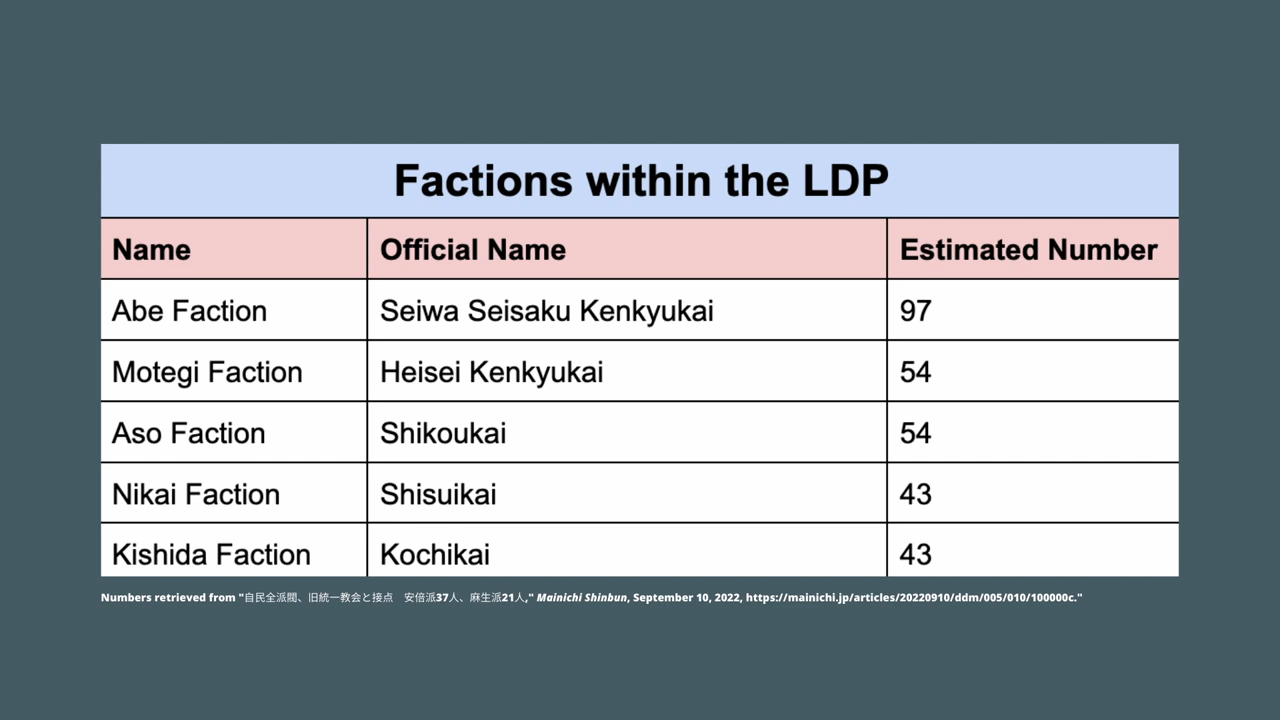 Factions within the LDP
Name Official Name Estimated Number
Abe Faction Seiwa Seisaku Kenkyukai 97
Motegi Faction Heisei Kenkyukai 54
Aso Faction Shikoukai 54
Nikai Faction Shisuikai 43
Kishida Faction Kochikai 43
Numbers retrieved from "自民全派閥、旧統一教会と接点　安倍派37人、麻生派21人," Mainichi Shinbun, September 10, 2022, https://mainichi.jp/articles/20220910/ddm/005/010/100000c."